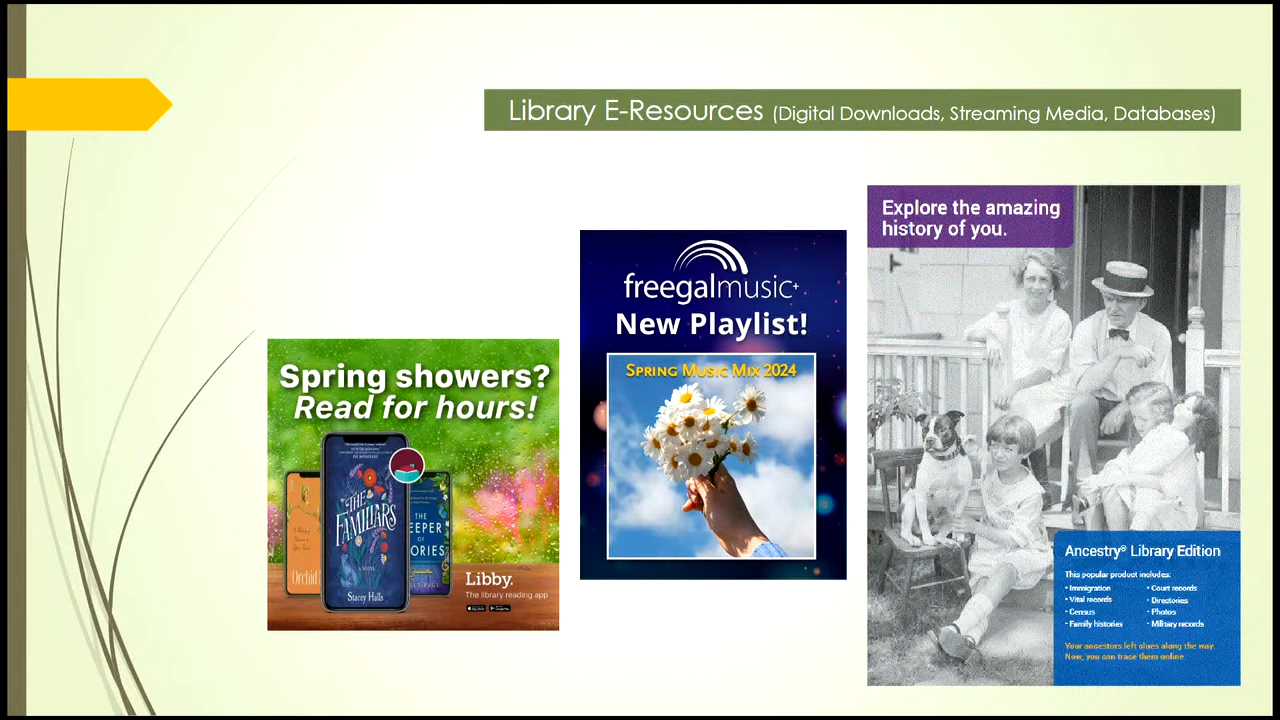 Library E-Resources (Digital Downloads, Streaming Media, Databases)
Spring showers?
Read for hours!
THE
FAMILIARS
A NOVEL
Stacey Halls
Orchid
THE
EEPER
OF
ORIES
Libby.
The library reading app
freegalmusic+
New Playlist!
SPRING MUSIC MIX 2024
Explore the amazing
history of you.
Ancestry® Library Edition
This popular product includes:
• Immigration
• Vital records
• Census
• Family histories
• Court records
• Directories
• Photos
• Military records
Your ancestors left clues along the way.
Now, you can trace them online.